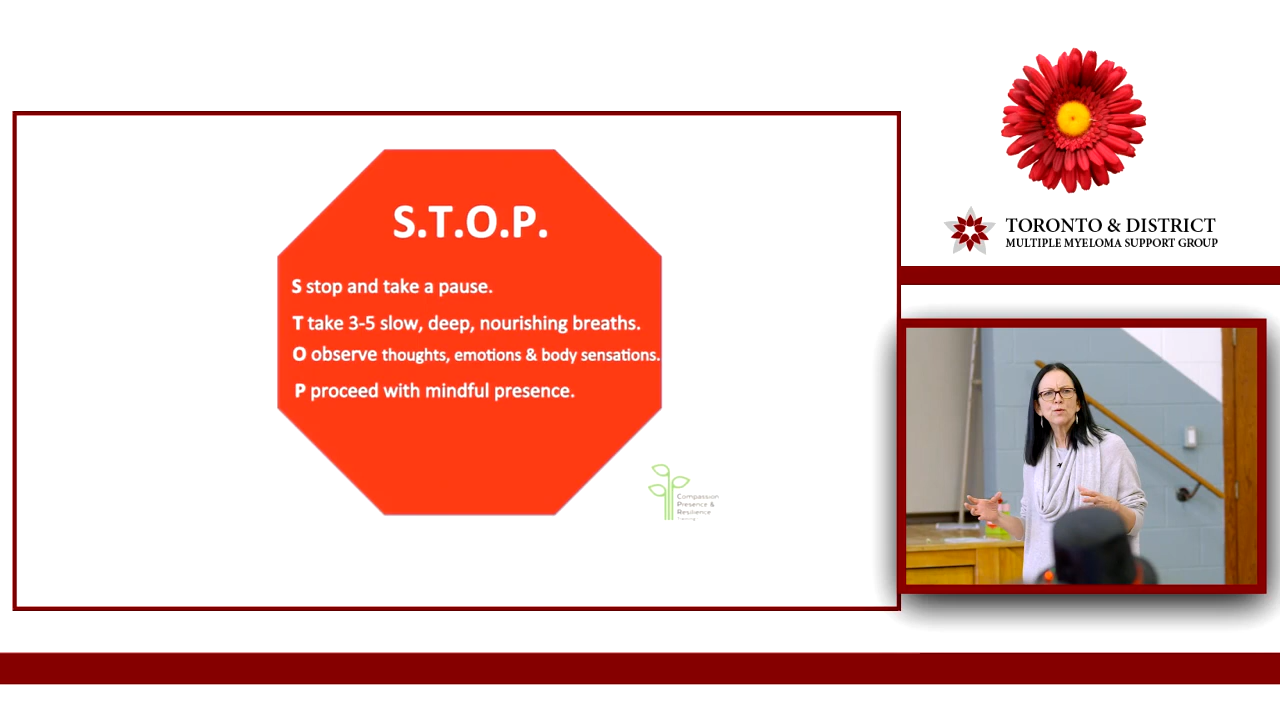 S.T.O.P.
S stop and take a pause.
T take 3-5 slow, deep, nourishing breaths.
O observe thoughts, emotions & body sensations.
P proceed with mindful presence.
Compassion
Presence &
Resilience
Training
TORONTO & DISTRICT
MULTIPLE MYELOMA SUPPORT GROUP